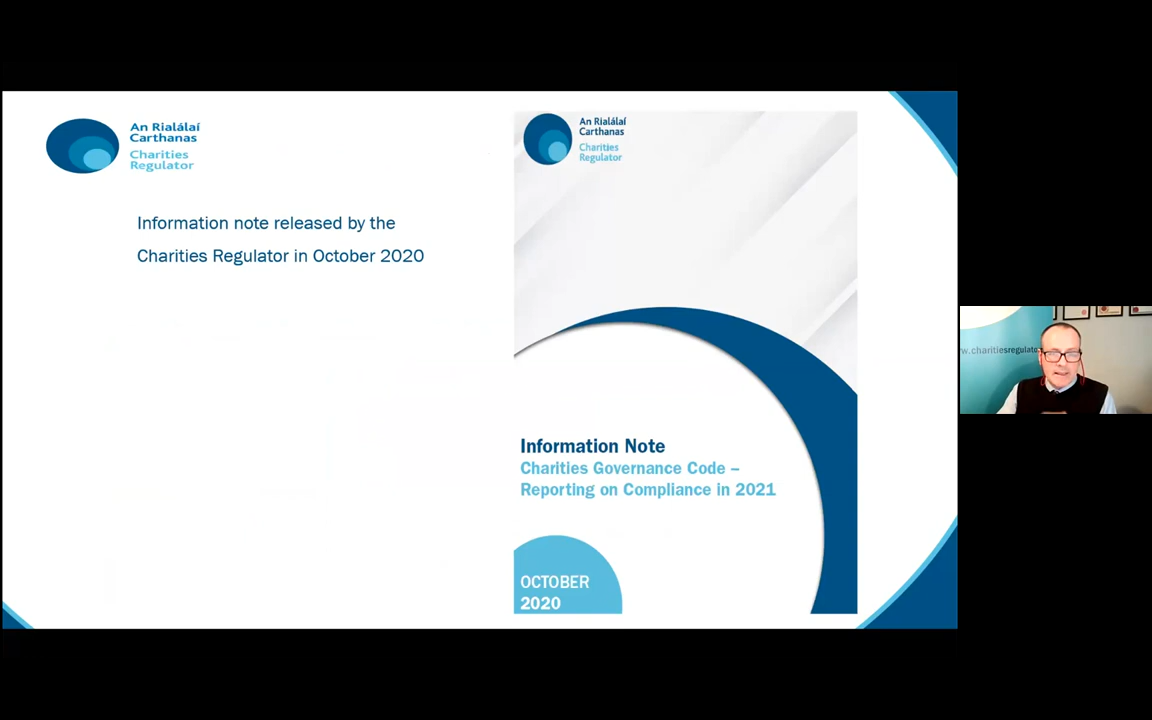 An Rialálaí
Carthanas
Charities
Regulator
Information note released by the
Charities Regulator in October 2020
An Rialálaí
Carthanas
Charities
Regulator
Information Note
Charities Governance Code –
Reporting on Compliance in 2021
OCTOBER
2020
w.charitiesregulato